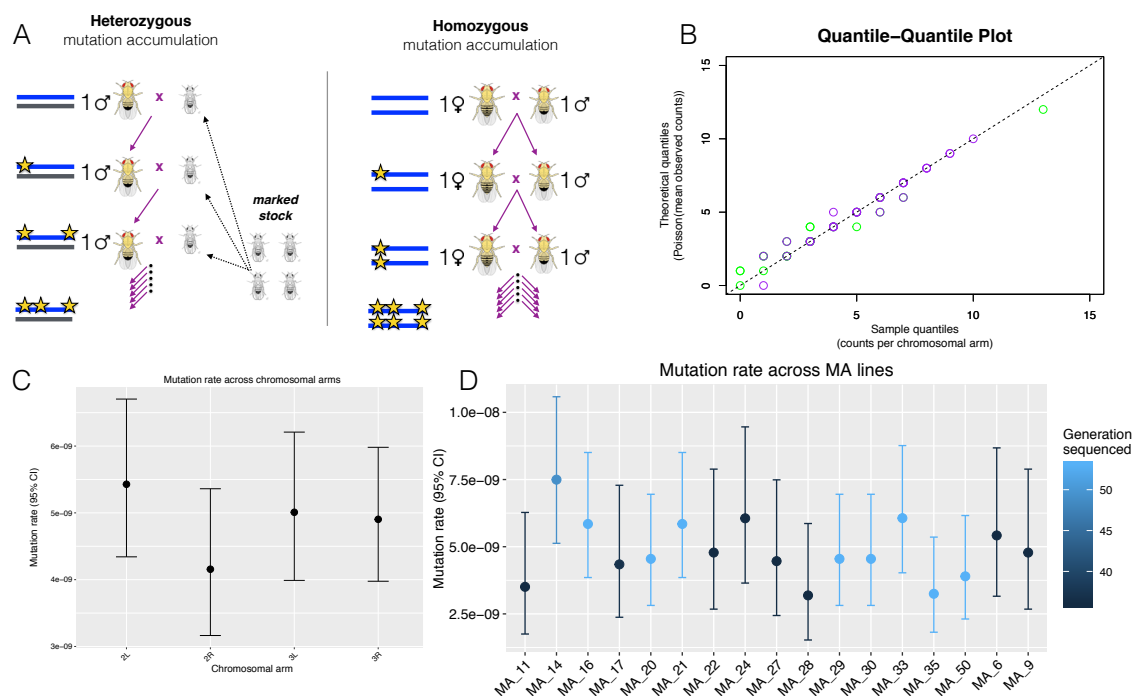 A
Heterozygous
mutation accumulation
1♂ x
1♂ x
1♂ x
marked
stock
Homozygous
mutation accumulation
1♀ x 1♂
1♀ x 1♂
1♀ x 1♂
B
Quantile−Quantile Plot
Theoretical quantiles
(Poisson(mean observed counts))
15
10
5
0
0 5 10 15
Sample quantiles
(counts per chromosomal arm)
C
Mutation rate across chromosomal arms
Mutation rate (95% CI)
6e−09
5e−09
4e−09
3e−09
2L 2R 3L 3R
Chromosomal arm
D
Mutation rate across MA lines
Mutation rate (95% CI)
1.0e−08
7.5e−09
5.0e−09
2.5e−09
MA_11 MA_14 MA_16 MA_17 MA_20 MA_21 MA_22 MA_24 MA_27 MA_28 MA_29 MA_30 MA_33 MA_35 MA_50 MA_6 MA_9
Generation
sequenced
50
45
40